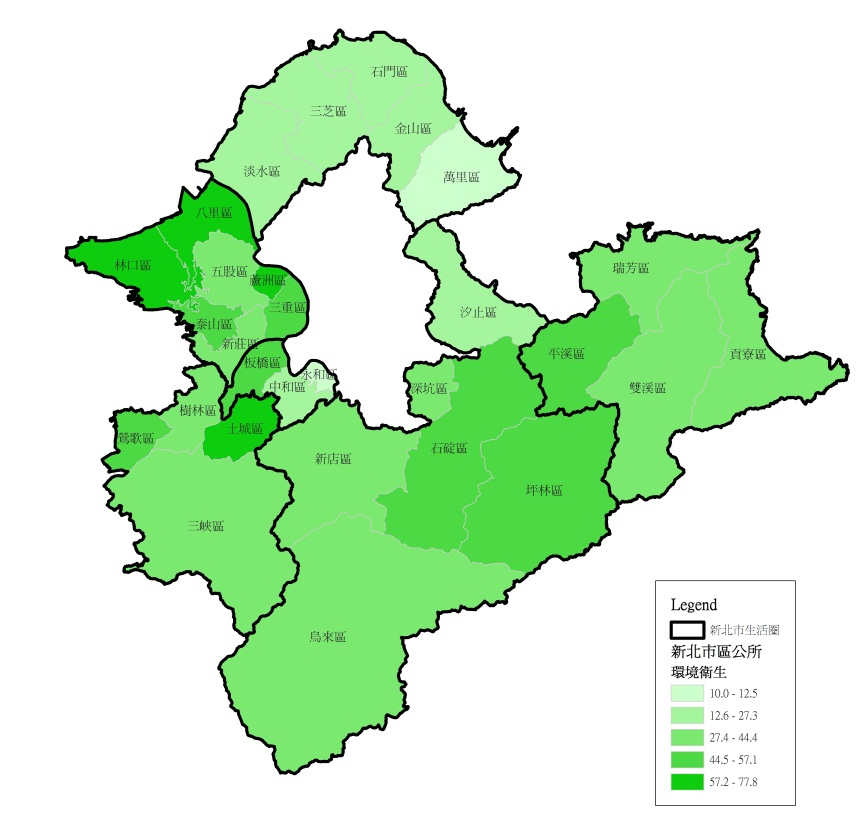 石門區
三芝區
金山區
淡水區
萬里區
八里區
林口區
五股區
蘆洲區
瑞芳區
三重區
汐止區
泰山區
新莊區
平溪區
貢寮區
板橋區
永和區
中和區
深坑區
雙溪區
樹林區
土城區
鶯歌區
石碇區
新店區
坪林區
三峽區
烏來區
Legend
新北市生活圈
新北市區公所
環境衛生
10.0 - 12.5
12.6 - 27.3
27.4 - 44.4
44.5 - 57.1
57.2 - 77.8